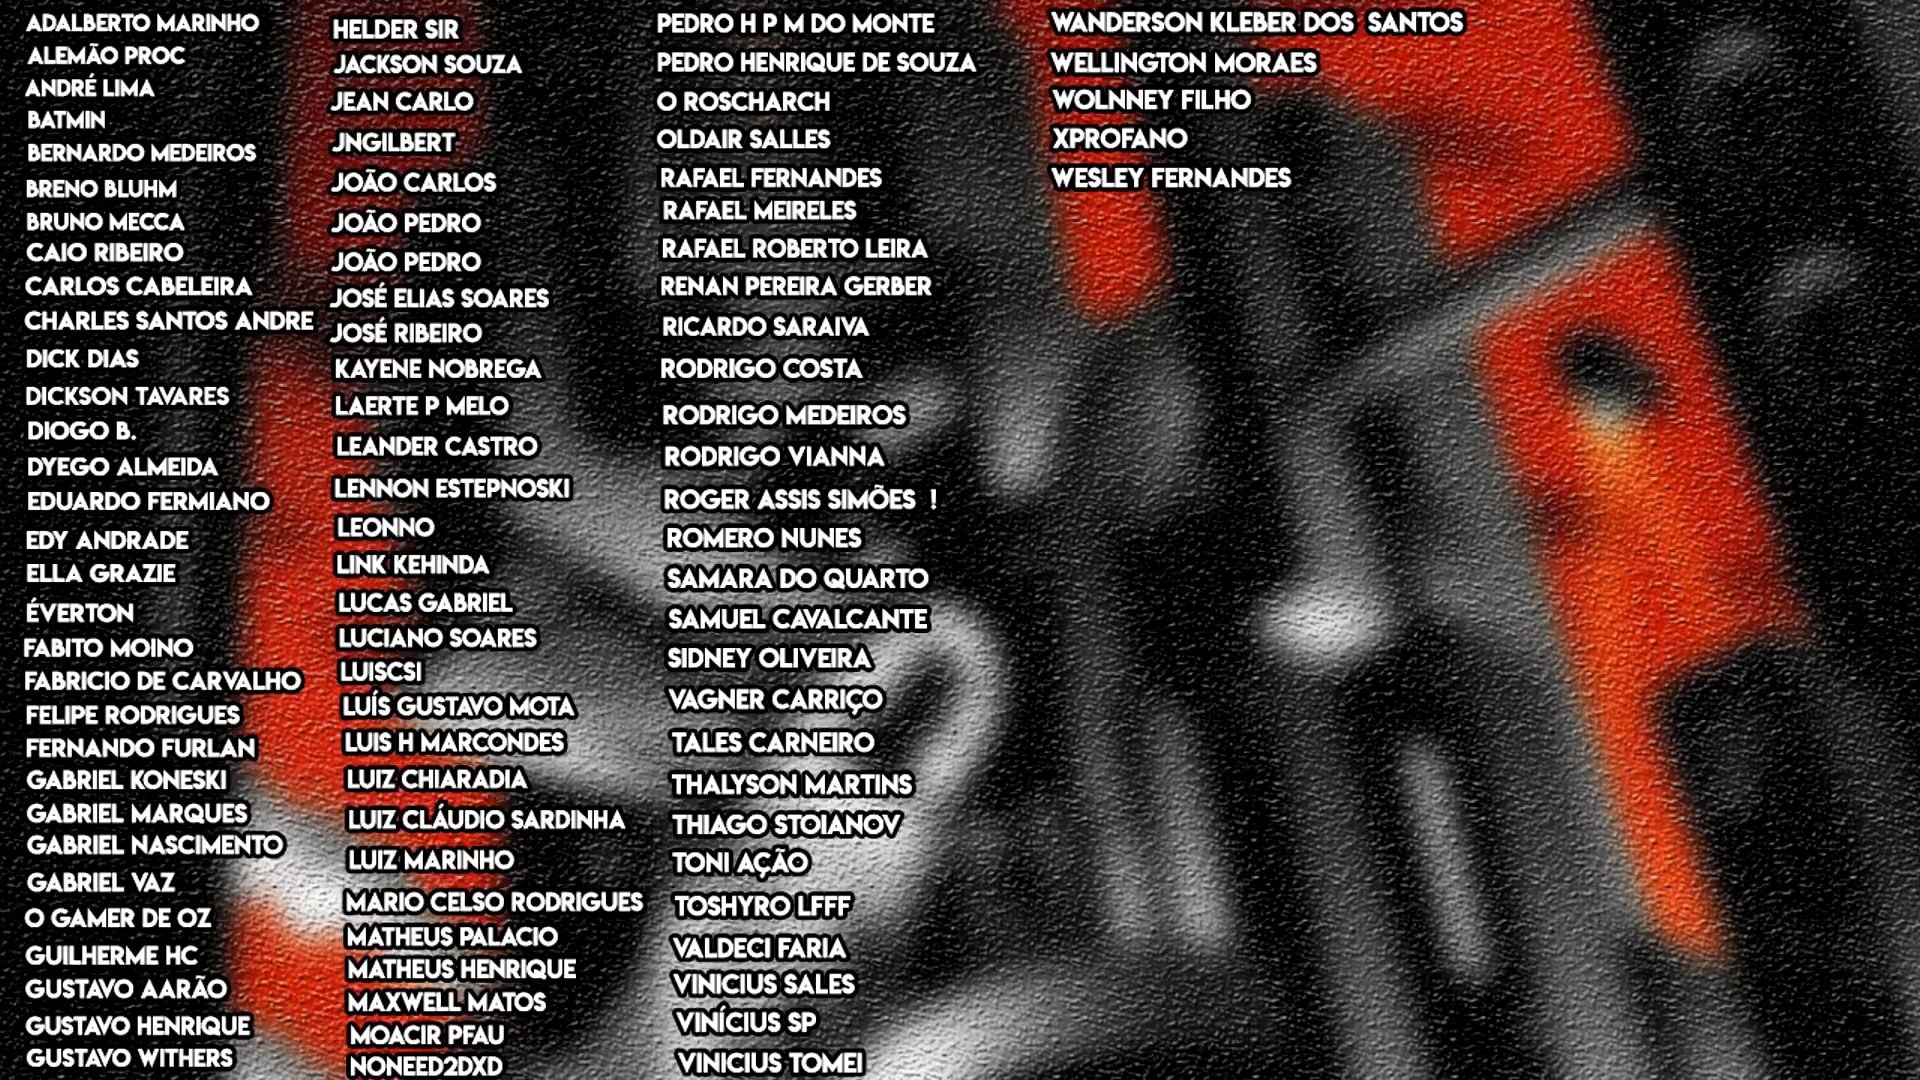 ADALBERTO MARINHO
ALEMÃO PROC
ANDRÉ LIMA
BATMIN
BERNARDO MEDEIROS
BRENO BLUHM
BRUNO MECCA
CAIO RIBEIRO
CARLOS CABELEIRA
CHARLES SANTOS ANDRE
DICK DIAS
DICKSON TAVARES
DIOGO B.
DYEGO ALMEIDA
EDUARDO FERMIANO
EDY ANDRADE
ELLA GRAZIE
ÉVERTON
FABITO MOINO
FABRICIO DE CARVALHO
FELIPE RODRIGUES
FERNANDO FURLAN
GABRIEL KONESKI
GABRIEL MARQUES
GABRIEL NASCIMENTO
GABRIEL VAZ
O GAMER DE OZ
GUILHERME HC
GUSTAVO AARÃO
GUSTAVO HENRIQUE
GUSTAVO WITHERS
HELDER SIR
JACKSON SOUZA
JEAN CARLO
JNGILBERT
JOÃO CARLOS
JOÃO PEDRO
JOÃO PEDRO
JOSÉ ELIAS SOARES
JOSÉ RIBEIRO
KAYENE NOBREGA
LAERTE P MELO
LEANDER CASTRO
LENNON ESTEPNOSKI
LEONNO
LINK KEHINDA
LUCAS GABRIEL
LUCIANO SOARES
LUISCSI
LUÍS GUSTAVO MOTA
LUIS H MARCONDES
LUIZ CHIARADIA
LUIZ CLÁUDIO SARDINHA
LUIZ MARINHO
MARIO CELSO RODRIGUES
MATHEUS PALACIO
MATHEUS HENRIQUE
MAXWELL MATOS
MOACIR PFAU
NONEED2DXD
PEDRO H P M DO MONTE
PEDRO HENRIQUE DE SOUZA
O ROSCHARCH
OLDAIR SALLES
RAFAEL FERNANDES
RAFAEL MEIRELES
RAFAEL ROBERTO LEIRA
RENAN PEREIRA GERBER
RICARDO SARAIVA
RODRIGO COSTA
RODRIGO MEDEIROS
RODRIGO VIANNA
ROGER ASSIS SIMÕES !
ROMERO NUNES
SAMARA DO QUARTO
SAMUEL CAVALCANTE
SIDNEY OLIVEIRA
VAGNER CARRIÇO
TALES CARNEIRO
THALYSON MARTINS
THIAGO STOIANOV
TONI AÇÃO
TOSHYRO LFFF
VALDECI FARIA
VINICIUS SALES
VINÍCIUS SP
VINICIUS TOMEI
WANDERSON KLEBER DOS SANTOS
WELLINGTON MORAES
WOLNNEY FILHO
XPROFANO
WESLEY FERNANDES